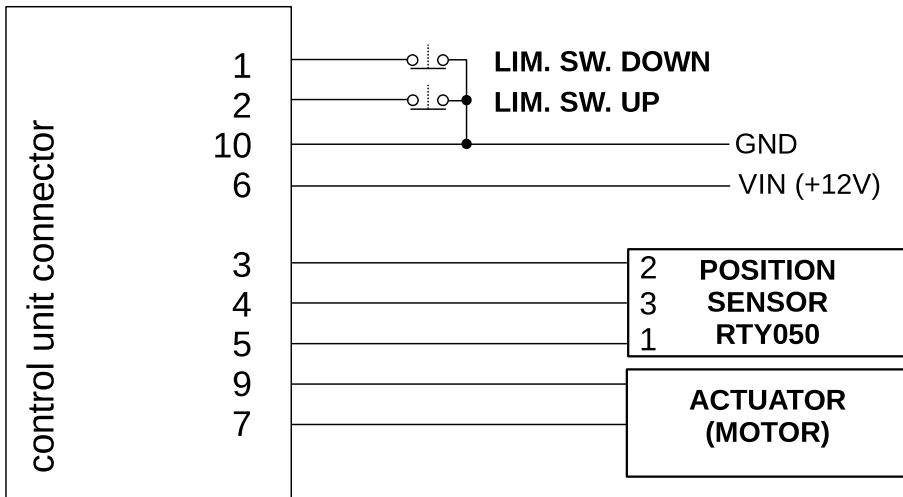 control unit connector
1
LIM. SW. DOWN
2
LIM. SW. UP
10
GND
6
VIN (+12V)
3
2
POSITION
4
3
SENSOR
5
1
RTY050
9
ACTUATOR
7
(MOTOR)